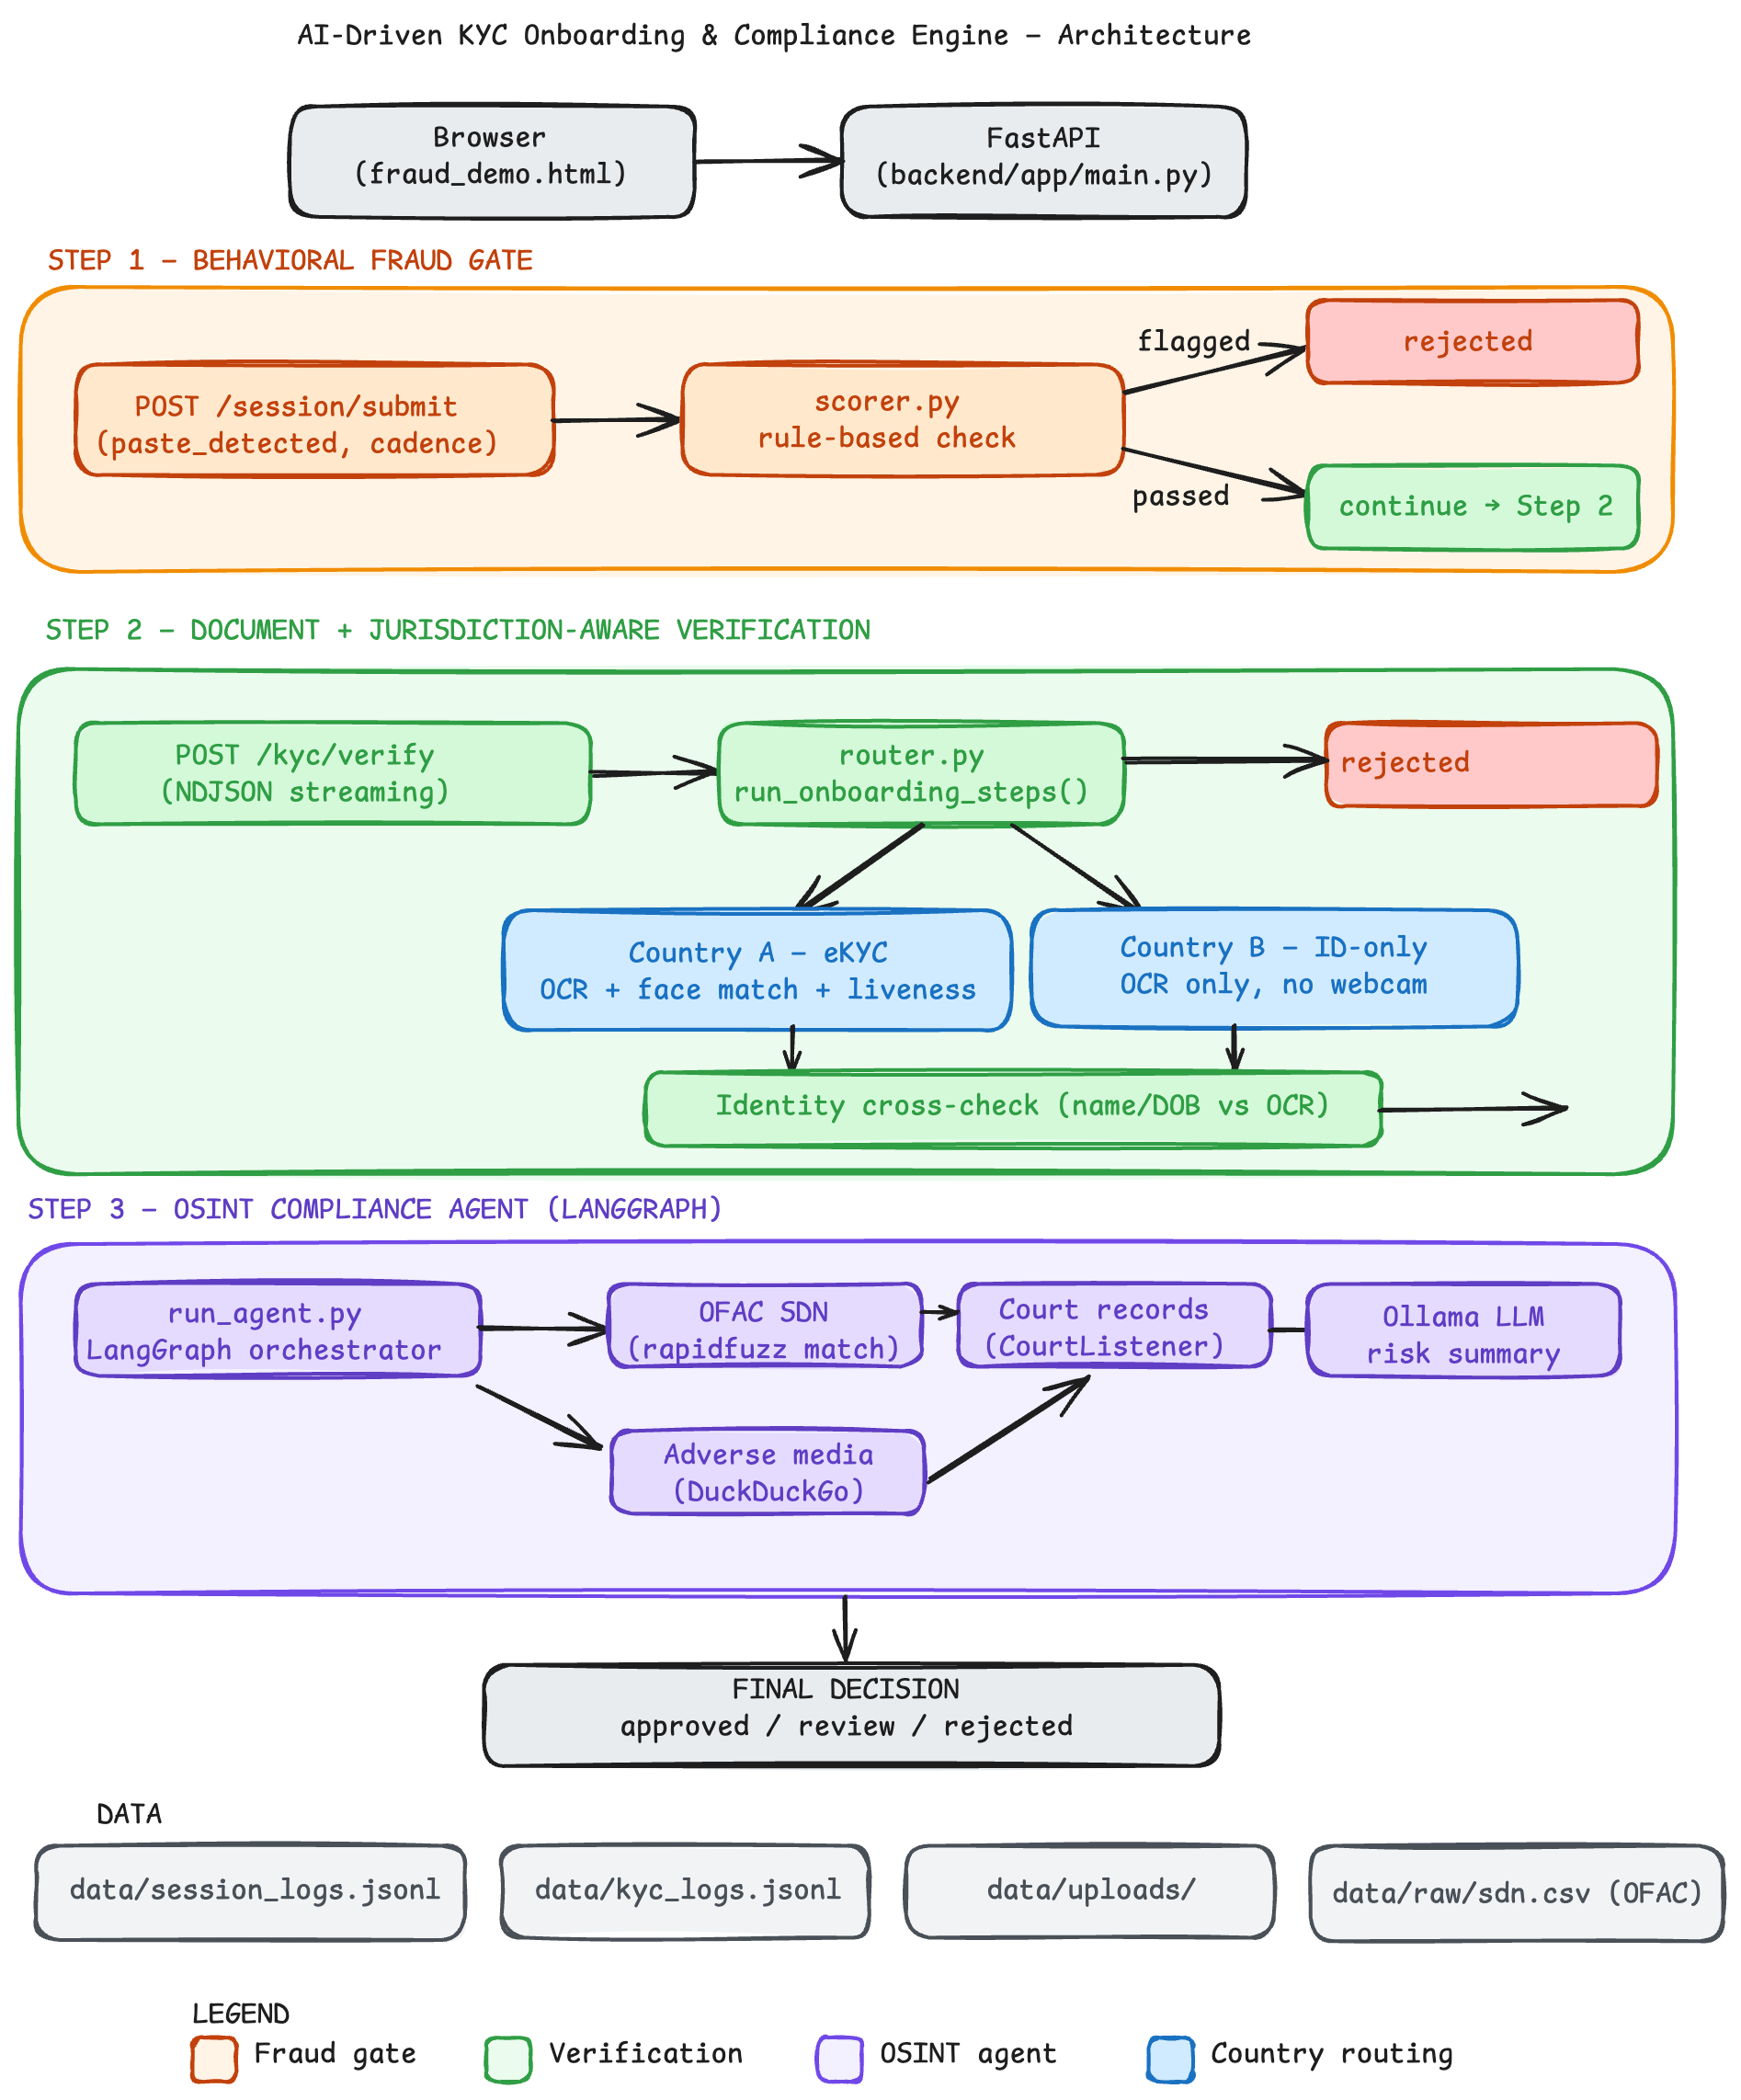 AI-Driven KYC Onboarding & Compliance Engine — Architecture
Browser
(fraud_demo.html)
FastAPI
(backend/app/main.py)
STEP 1 — BEHAVIORAL FRAUD GATE
POST /session/submit
(paste_detected, cadence)
scorer.py
rule-based check
flagged
rejected
passed
continue → Step 2
STEP 2 — DOCUMENT + JURISDICTION-AWARE VERIFICATION
POST /kyc/verify
(NDJSON streaming)
router.py
run_onboarding_steps()
rejected
Country A — eKYC
OCR + face match + liveness
Country B — ID-only
OCR only, no webcam
Identity cross-check (name/DOB vs OCR)
STEP 3 — OSINT COMPLIANCE AGENT (LANGGRAPH)
run_agent.py
LangGraph orchestrator
OFAC SDN
(rapidfuzz match)
Court records
(CourtListener)
Ollama LLM
risk summary
Adverse media
(DuckDuckGo)
FINAL DECISION
approved / review / rejected
DATA
data/session_logs.jsonl
data/kyc_logs.jsonl
data/uploads/
data/raw/sdn.csv (OFAC)
LEGEND
Fraud gate
Verification
OSINT agent
Country routing